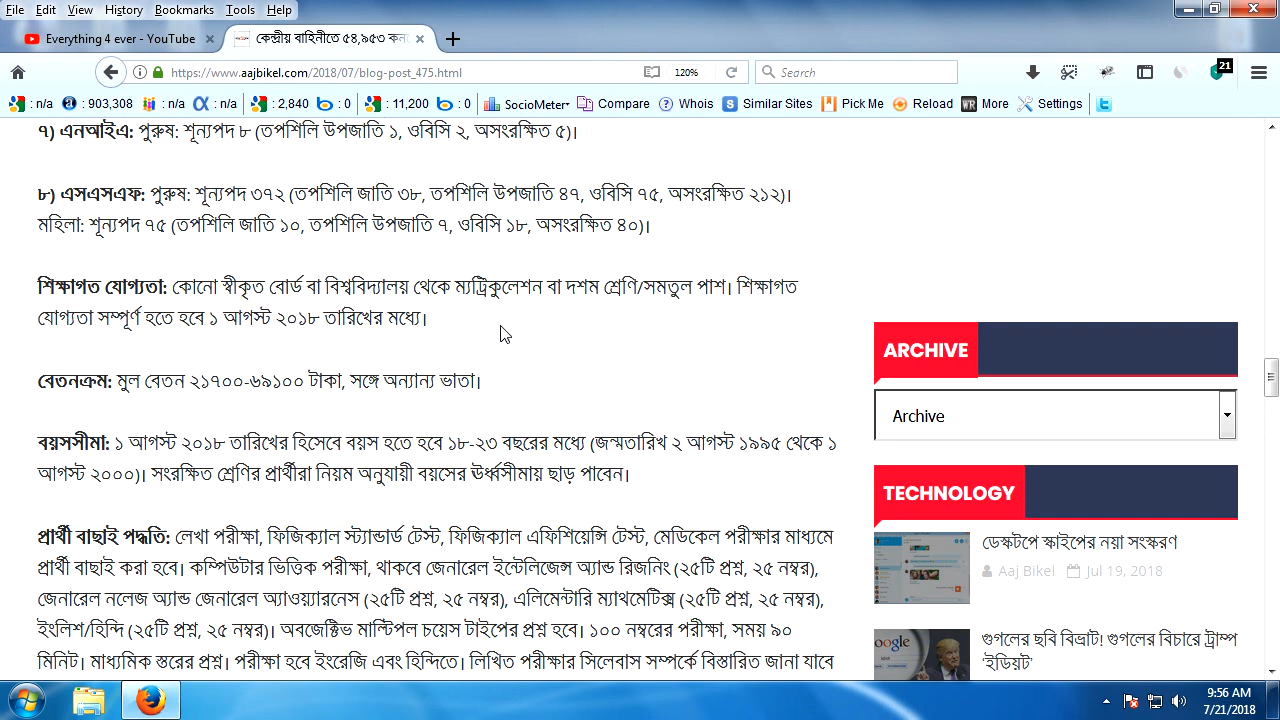 File Edit View History Bookmarks Tools Help
Everything 4 ever - YouTube
কেন্দ্রীয় বাহিনীতে ৫৪,৯৫৩ কন
https://www.aajbikel.com/2018/07/blog-post_475.html
120%
Search
21
: n/a : 903,308 : n/a : n/a : 2,840 : 0 : 11,200 : 0 SocioMeter Compare Whois Similar Sites Pick Me Reload WR More Settings
৭) এনআইএ: পুরুষ: শূন্যপদ ৮ (তপশিলি উপজাতি ১, ওবিসি ২, অসংরক্ষিত ৫)।
৮) এসএসএফ: পুরুষ: শূন্যপদ ৩৭২ (তপশিলি জাতি ৩৮, তপশিলি উপজাতি ৪৭, ওবিসি ৭৫, অসংরক্ষিত ২১২)।
মহিলা: শূন্যপদ ৭৫ (তপশিলি জাতি ১০, তপশিলি উপজাতি ৭, ওবিসি ১৮, অসংরক্ষিত ৪০)।
শিক্ষাগত যোগ্যতা: কোনো স্বীকৃত বোর্ড বা বিশ্ববিদ্যালয় থেকে ম্যট্রিকুলেশন বা দশম শ্রেণি/সমতুল পাশ। শিক্ষাগত
যোগ্যতা সম্পূর্ণ হতে হবে ১ আগস্ট ২০১৮ তারিখের মধ্যে।
বেতনক্রম: মুল বেতন ২১৭০০-৬৯১০০ টাকা, সঙ্গে অন্যান্য ভাতা।
বয়সসীমা: ১ আগস্ট ২০১৮ তারিখের হিসেবে বয়স হতে হবে ১৮-২৩ বছরের মধ্যে (জন্মতারিখ ২ আগস্ট ১৯৯৫ থেকে ১
আগস্ট ২০০০)। সংরক্ষিত শ্রেণির প্রার্থীরা নিয়ম অনুযায়ী বয়সের ঊর্ধ্বসীমায় ছাড় পাবেন।
প্রার্থী বাছাই পদ্ধতি: লেখা পরীক্ষা, ফিজিক্যাল স্ট্যান্ডার্ড টেস্ট, ফিজিক্যাল এফিশিয়েন্সি টেস্ট, মেডিকেল পরীক্ষার মাধ্যমে
প্রার্থী বাছাই করা হবে। কম্পিউটার ভিত্তিক পরীক্ষা, থাকবে জেনারেল ইন্টেলিজেন্স অ্যান্ড রিজনিং (২৫টি প্রশ্ন, ২৫ নম্বর),
জেনারেল নলেজ অ্যান্ড জেনারেল অ্যাওয়্যারনেস (২৫টি প্রশ্ন, ২৫ নম্বর), এলিমেন্টারি ম্যাথমেটিক্স (২৫টি প্রশ্ন, ২৫ নম্বর),
ইংলিশ/হিন্দি (২৫টি প্রশ্ন, ২৫ নম্বর)। অবজেক্টিভ মাল্টিপল চয়েস টাইপের প্রশ্ন হবে। ১০০ নম্বরের পরীক্ষা, সময় ৯০
মিনিট। মাধ্যমিক স্তরের প্রশ্ন। পরীক্ষা হবে ইংরেজি এবং হিন্দিতে। লিখিত পরীক্ষার সিলেবাস সম্পর্কে বিস্তারিত জানা যাবে
ARCHIVE
Archive
TECHNOLOGY
ডেস্কটপে স্কাইপের নয়া সংস্করণ
Aaj Bikel Jul 19, 2018
গুগলের ছবি বিভ্রাট! গুগলের বিচারে ট্রাম্প
'ইডিয়ট'
9:56 AM
7/21/2018